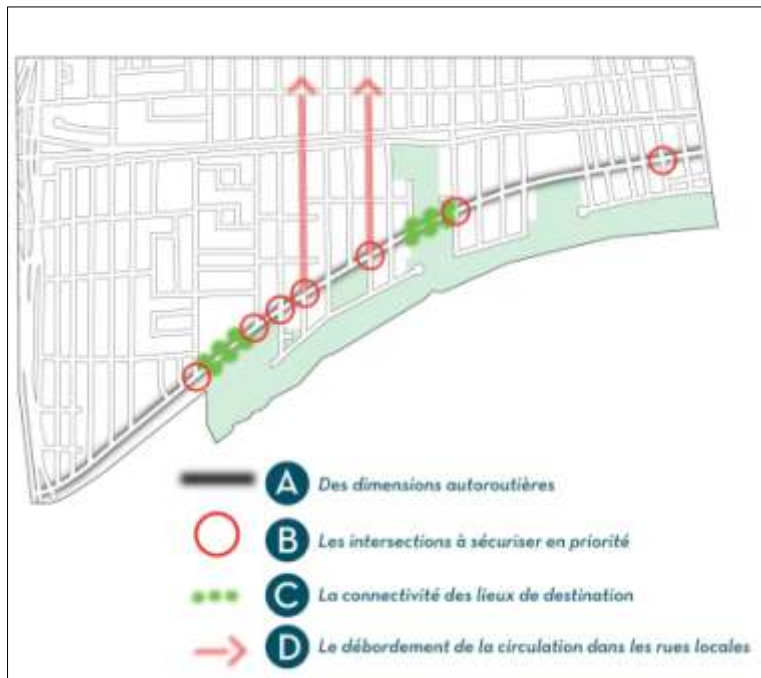 A Des dimensions autoroutières
B Les intersections à sécuriser en priorité
C La connectivité des lieux de destination
D Le débordement de la circulation dans les rues locales